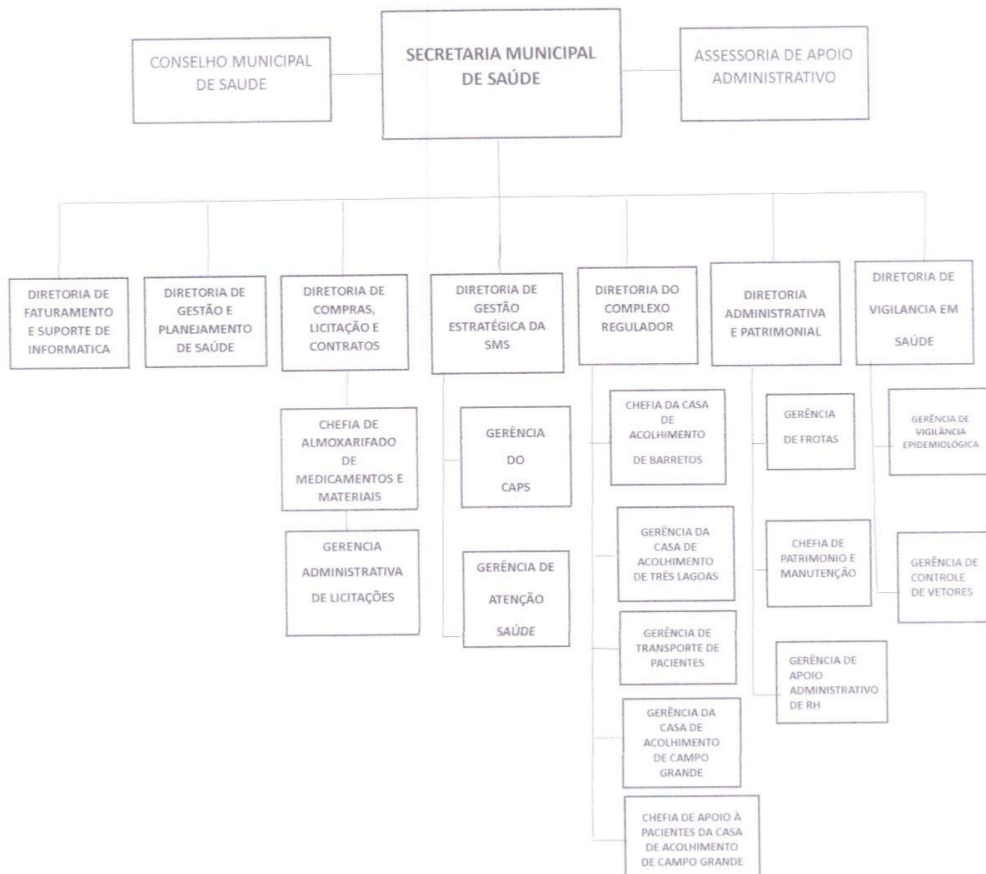 CONSELHO MUNICIPAL
DE SAUDE
SECRETARIA MUNICIPAL
DE SAÚDE
ASSESSORIA DE APOIO
ADMINISTRATIVO
DIRETORIA DE
FATURAMENTO
E SUPORTE DE
INFORMATICA
DIRETORIA DE
GESTÃO E
PLANEJAMENTO
DE SAÚDE
DIRETORIA DE
COMPRAS,
LICITAÇÃO E
CONTRATOS
DIRETORIA DE
GESTÃO
ESTRATÉGICA DA
SMS
DIRETORIA DO
COMPLEXO
REGULADOR
DIRETORIA
ADMINISTRATIVA
E PATRIMONIAL
DIRETORIA DE
VIGILANCIA EM
SAÚDE
CHEFIA DE
ALMOXARIFADO
DE
MEDICAMENTOS E
MATERIAIS
GERENCIA
ADMINISTRATIVA
DE LICITAÇÕES
GERÊNCIA
DO
CAPS
GERÊNCIA DE
ATENÇÃO
SAÚDE
CHEFIA DA CASA
DE
ACOLHIMENTO
DE BARRETOS
GERÊNCIA DA
CASA DE
ACOLHIMENTO
DE TRÊS LAGOAS
GERÊNCIA DE
TRANSPORTE DE
PACIENTES
GERÊNCIA DA
CASA DE
ACOLHIMENTO
DE CAMPO
GRANDE
CHEFIA DE APOIO À
PACIENTES DA CASA
DE ACOLHIMENTO
DE CAMPO GRANDE
GERÊNCIA
DE FROTAS
CHEFIA DE
PATRIMONIO E
MANUTENÇÃO
GERÊNCIA DE
APOIO
ADMINISTRATIVO
DE RH
GERÊNCIA DE
VIGILÂNCIA
EPIDEMIOLÓGICA
GERÊNCIA DE
CONTROLE
DE VETORES